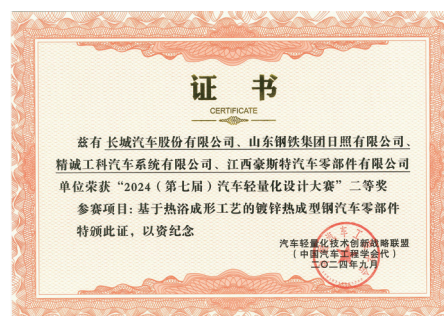 证书
CERTIFICATE
兹有 长城汽车股份有限公司、山东钢铁集团日照有限公司、
精诚工科汽车系统有限公司、江西豪斯特汽车零部件有限公司
单位荣获“2024（第七届）汽车轻量化设计大赛”二等奖
参赛项目：基于热浴成形工艺的镀锌热成型钢汽车零部件
特颁此证，以资纪念
汽车轻量化技术创新战略联盟
（中国汽车工程学会代）
二〇二四年九月